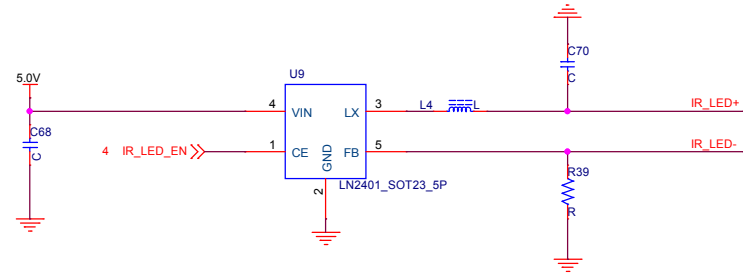 C70
C
U9
5.0V
4
VIN
LX
3
L4
L
IR_LED+
C68
C
4
IR_LED_EN
1
CE
GND
FB
5
IR_LED-
2
LN2401_SOT23_5P
R39
R